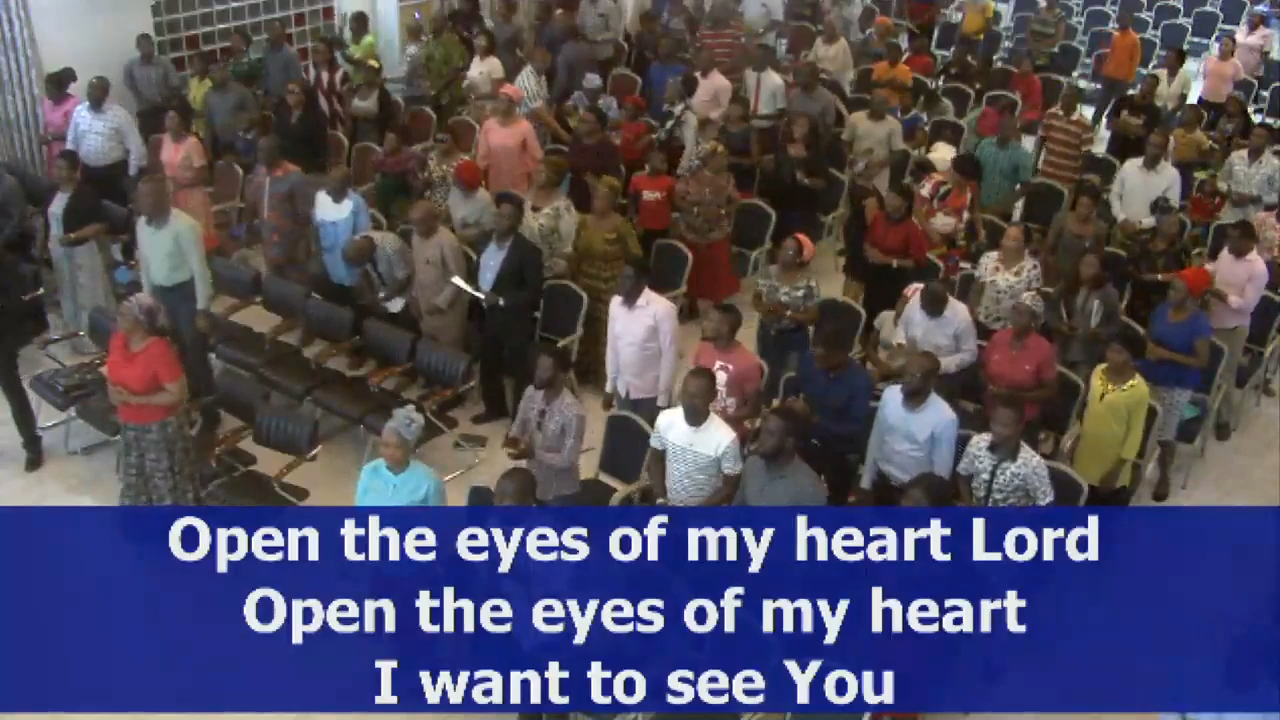 Open the eyes of my heart Lord
Open the eyes of my heart
I want to see You